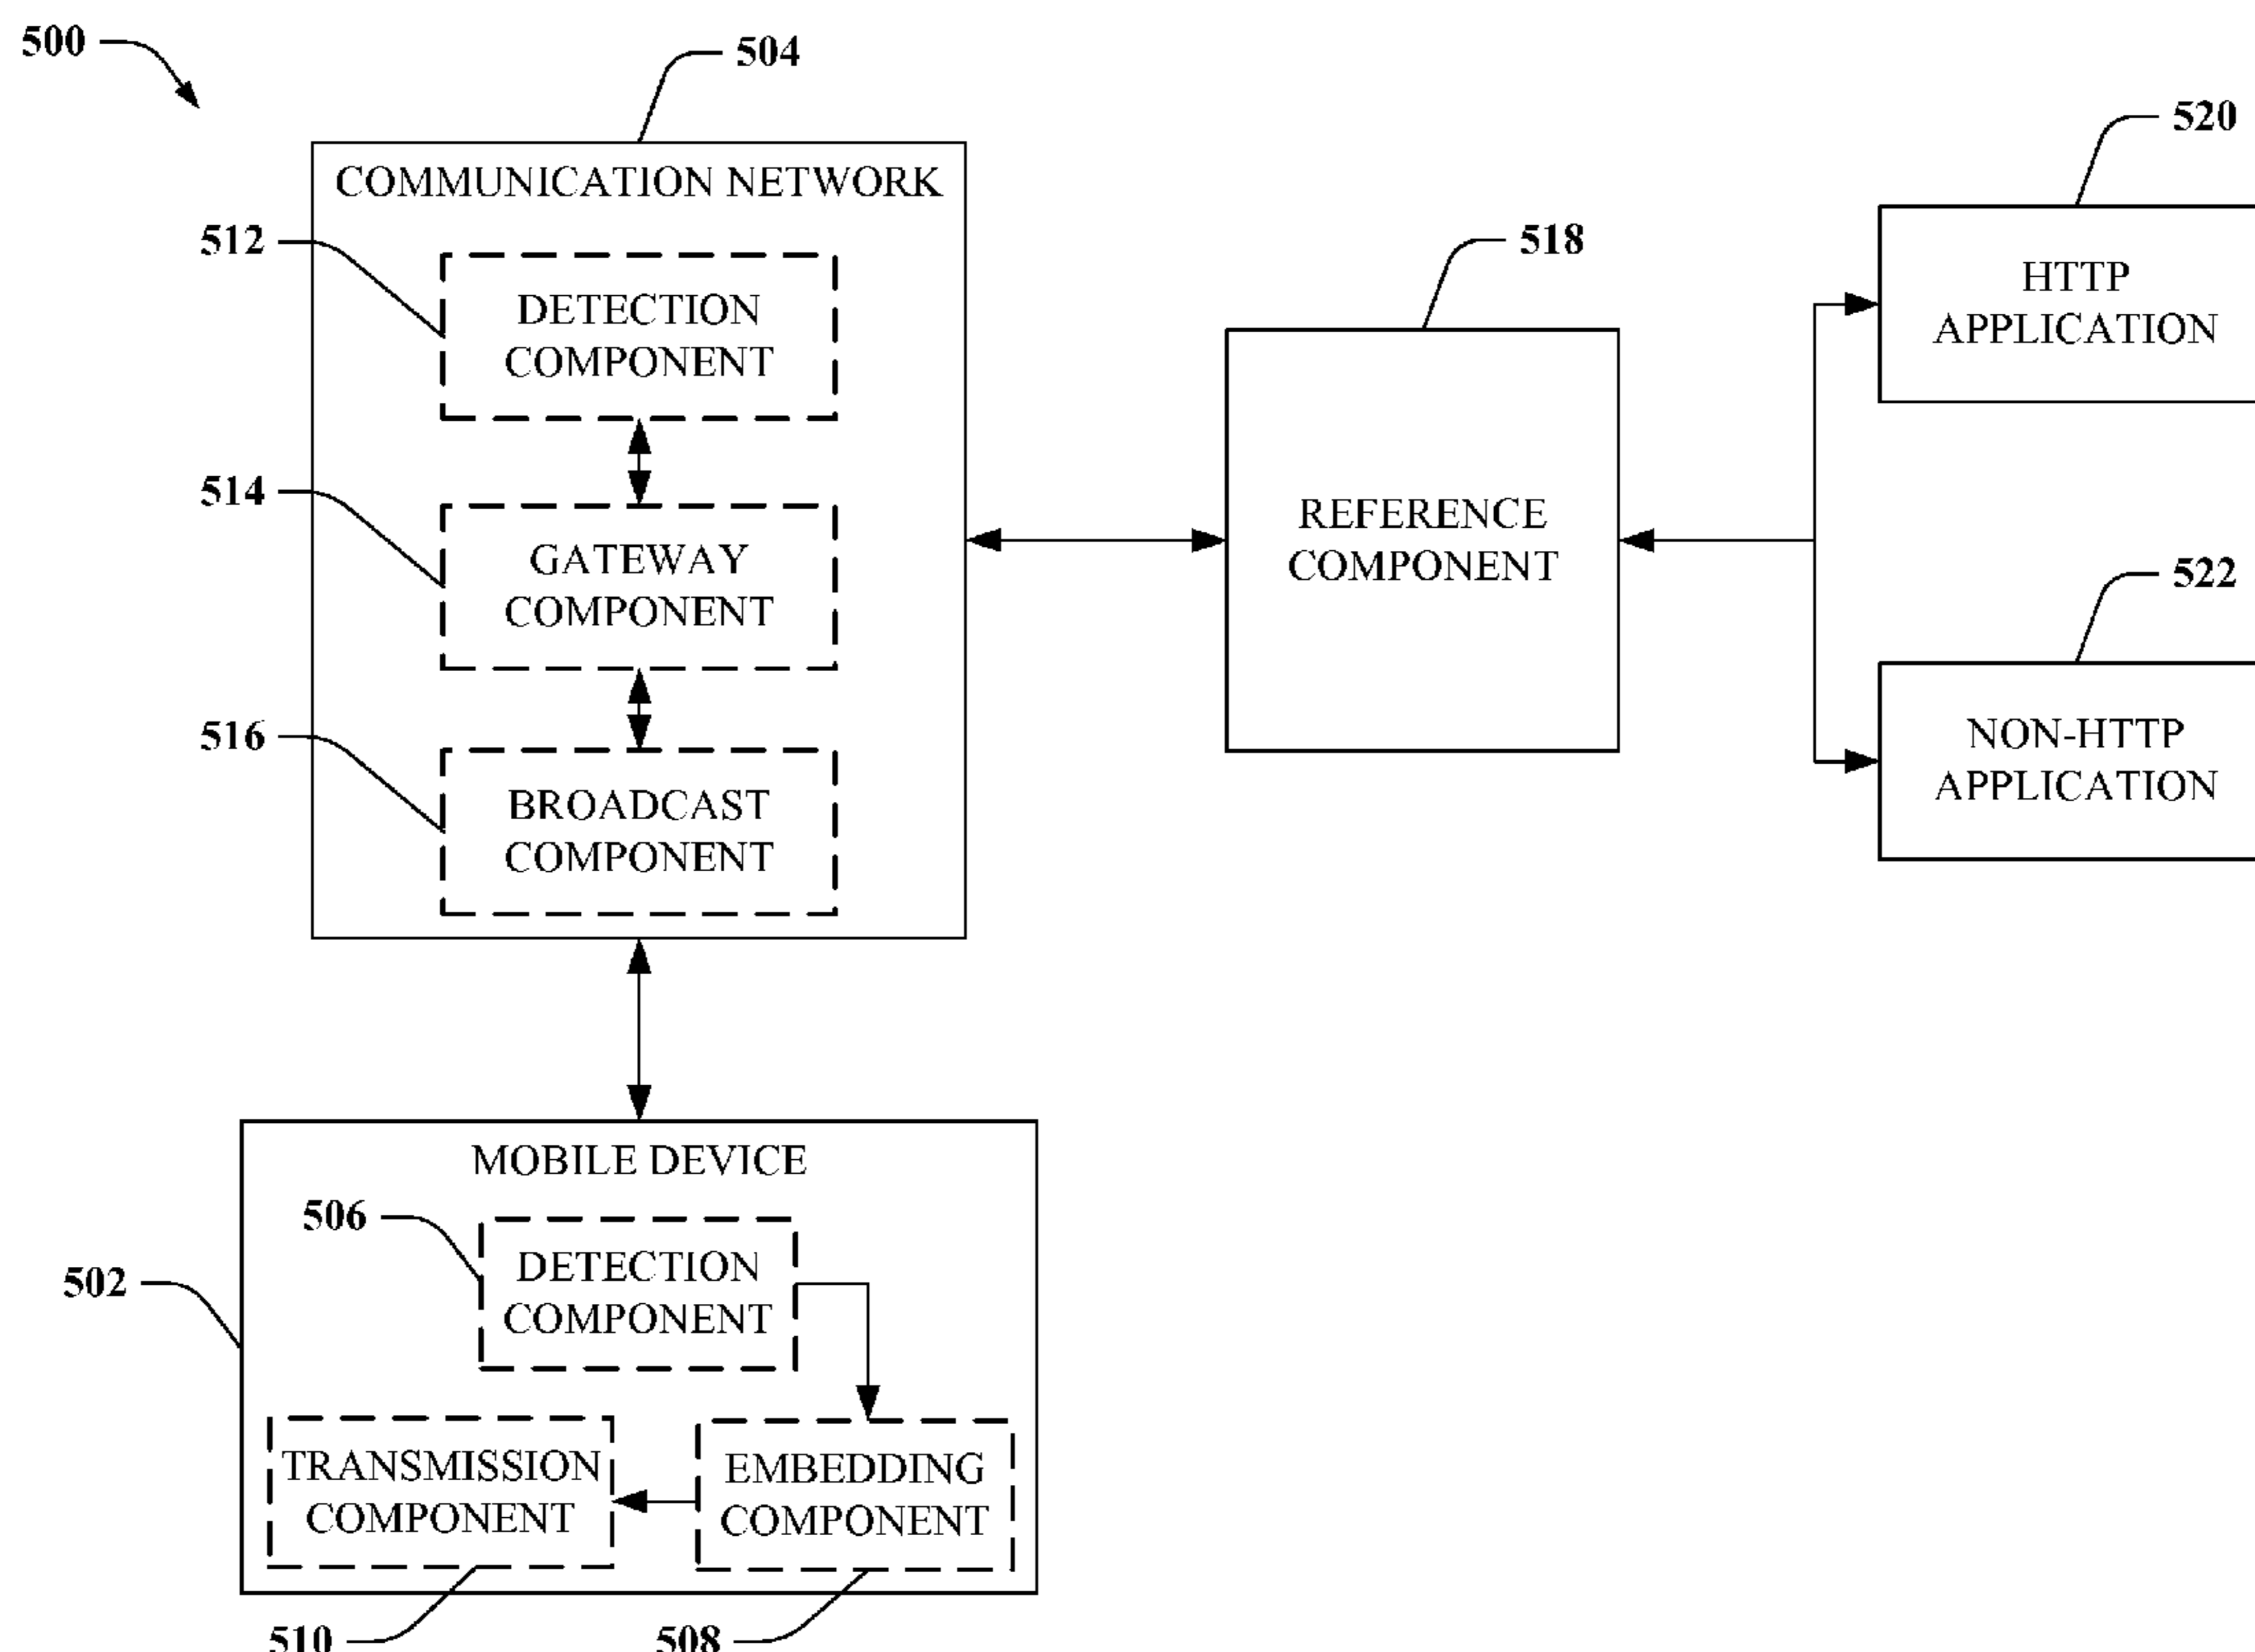 500
504
COMMUNICATION NETWORK
512
DETECTION
COMPONENT
514
GATEWAY
COMPONENT
516
BROADCAST
COMPONENT
518
REFERENCE
COMPONENT
520
HTTP
APPLICATION
522
NON-HTTP
APPLICATION
MOBILE DEVICE
502
506
DETECTION
COMPONENT
TRANSMISSION
COMPONENT
EMBEDDING
COMPONENT
510
508